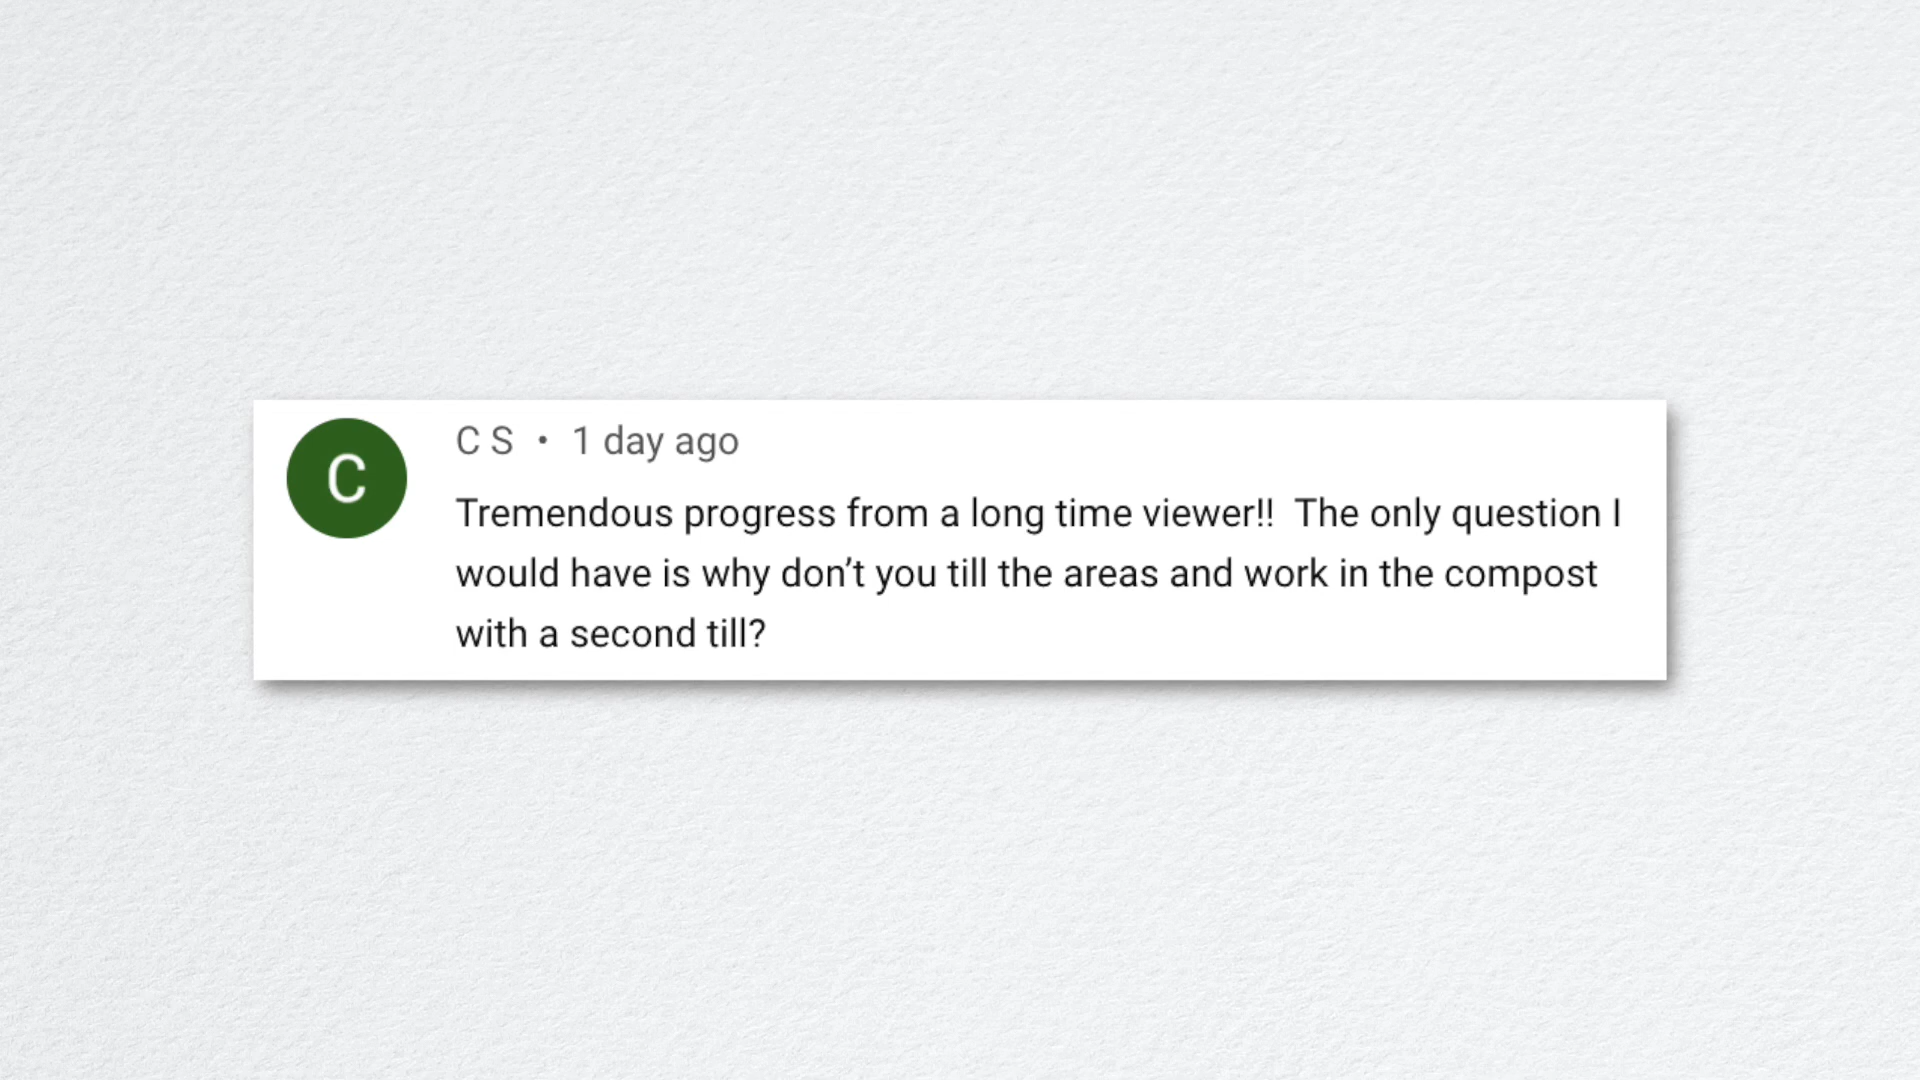 C
C S • 1 day ago
Tremendous progress from a long time viewer!!  The only question I
would have is why don’t you till the areas and work in the compost
with a second till?